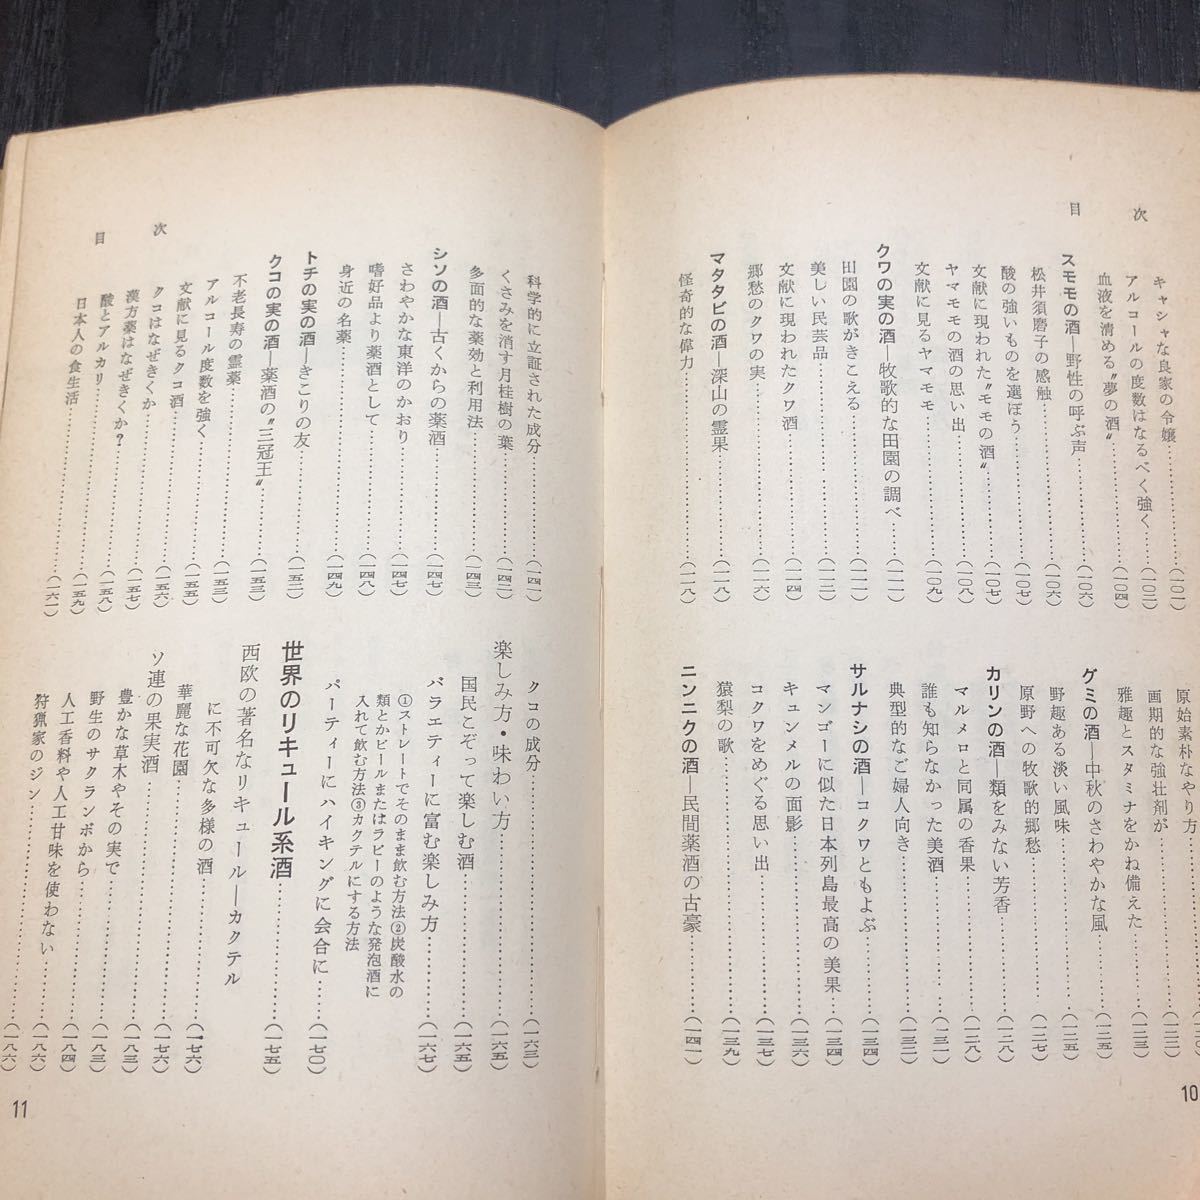 目次
キャシャな良家の令嬢……(一〇一)
アルコールの度数はなるべく強く……(一〇二)
血液を清める〝夢の酒〟……(一〇四)
スモモの酒―野性の呼ぶ声……(一〇六)
松井須磨子の感触……(一〇六)
酸の強いものを選ぼう……(一〇七)
文献に現われた〝モモの酒〟……(一〇七)
ヤマモモの酒の思い出……(一〇八)
文献に見るヤマモモ……(一〇九)
クワの実の酒―牧歌的な田園の調べ……(一一一)
田園の歌がきこえる……(一一一)
美しい民芸品……(一一二)
文献に現われたクワ酒……(一一四)
郷愁のクワの実……(一一六)
マタタビの酒―深山の霊果……(一一八)
怪奇的な偉力……(一一八)
原始素朴なやり方
画期的な強壮剤が……(一二二)
雅趣とスタミナをかね備えた……(一二三)
グミの酒―中秋のさわやかな風……(一二五)
野趣ある淡い風味……(一二五)
原野への牧歌的郷愁……(一二七)
カリンの酒―類をみない芳香……(一二八)
マルメロと同属の香果……(一二八)
誰も知らなかった美酒……(一三一)
典型的なご婦人向き……(一三二)
サルナシの酒―コクワともよぶ……(一三四)
マンゴーに似た日本列島最高の美果……(一三四)
キュンメルの面影……(一三六)
コクワをめぐる思い出……(一三七)
猿梨の歌……(一三九)
ニンニクの酒―民間薬酒の古豪……(一四一)
10
目次
科学的に立証された成分……(一四一)
くさみを消す月桂樹の葉……(一四二)
多面的な薬効と利用法……(一四三)
シソの酒―古くからの薬酒……(一四七)
さわやかな東洋のかおり……(一四七)
嗜好品より薬酒として……(一四八)
身近の名薬……(一四九)
トチの実の酒―きこりの友……(一五二)
クコの実の酒―薬酒の〝三冠王〟……(一五三)
不老長寿の霊薬……(一五三)
アルコール度数を強く……(一五五)
文献に見るクコ酒……(一五五)
クコはなぜきくか……(一五六)
漢方薬はなぜきくか?……(一五七)
酸とアルカリ……(一五八)
日本人の食生活……(一五九)
……(一六一)
クコの成分……(一六三)
楽しみ方・味わい方……(一六五)
国民こぞって楽しむ酒……(一六五)
バラエティーに富む楽しみ方……(一六七)
①ストレートでそのまま飲む方法②炭酸水の
類とかビールまたはラビーのような発泡酒に
入れて飲む方法③カクテルにする方法
パーティーにハイキングに会合に……(一七〇)
世界のリキュール系酒……(一七五)
西欧の著名なリキュール―カクテル
に不可欠な多様の酒……(一七六)
華麗な花園……(一七六)
ソ連の果実酒……(一八三)
豊かな草木やその実で……(一八三)
野生のサクランボから……(一八四)
人工香料や人工甘味を使わない……(一八六)
狩猟家のジン……(一八六)
11